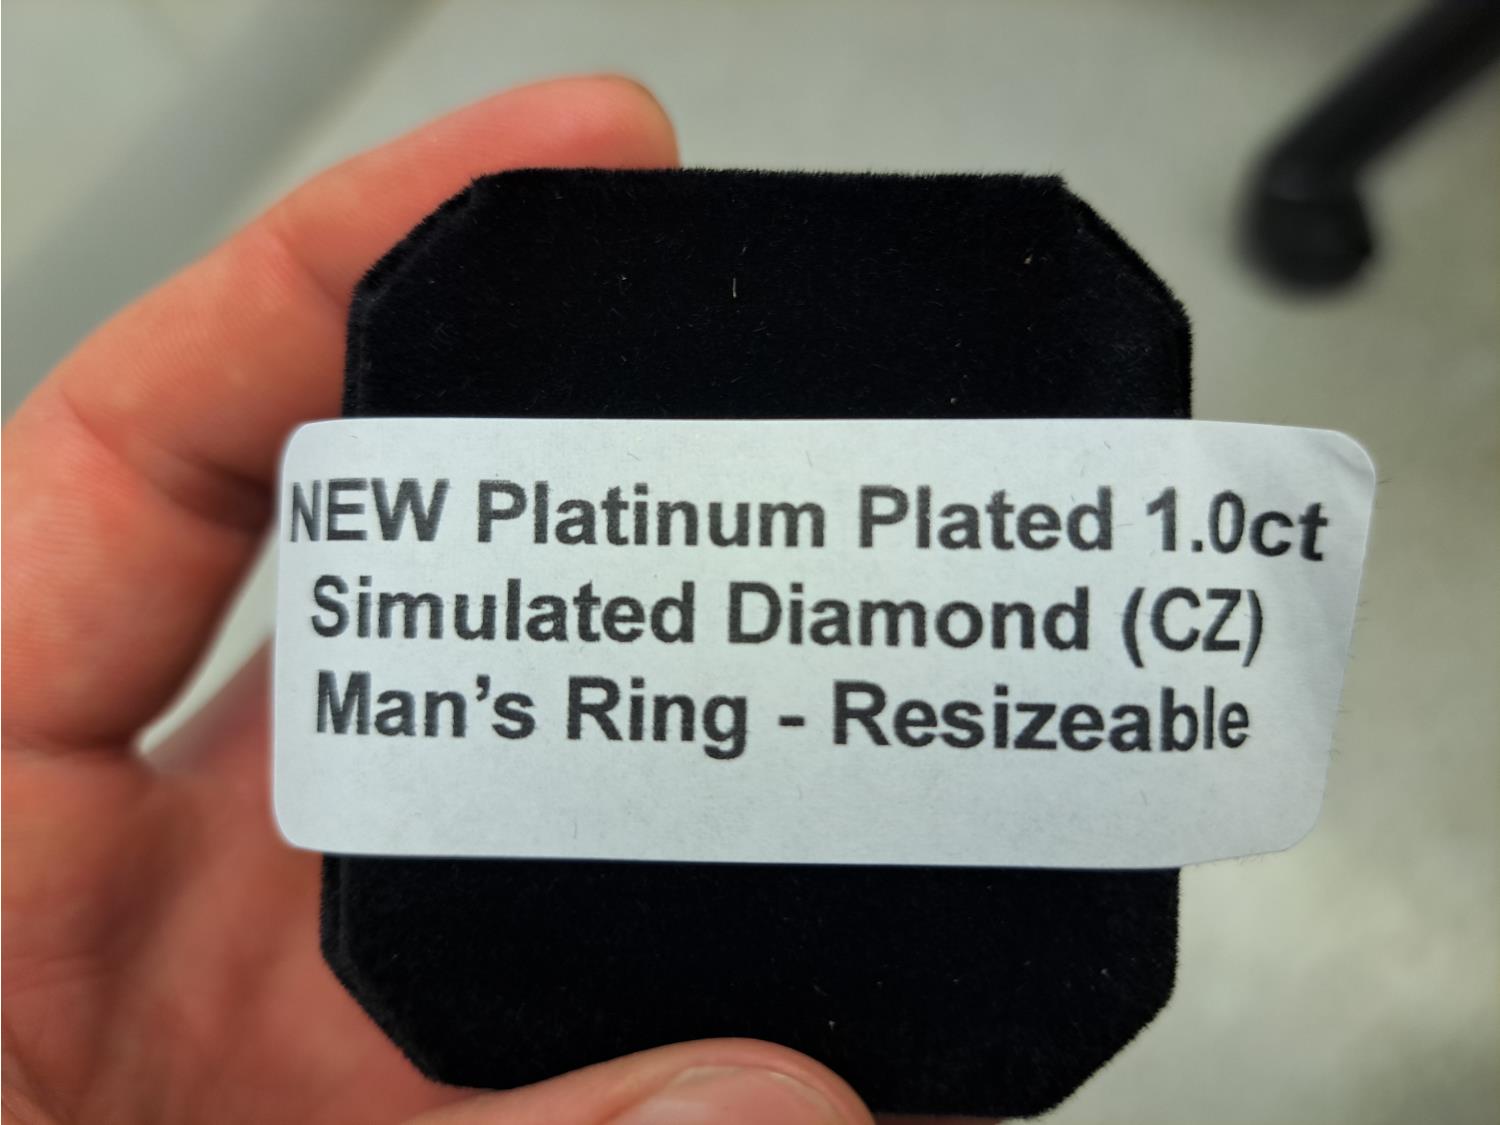 NEW Platinum Plated 1.0ct
Simulated Diamond (CZ)
Man’s Ring - Resizeable